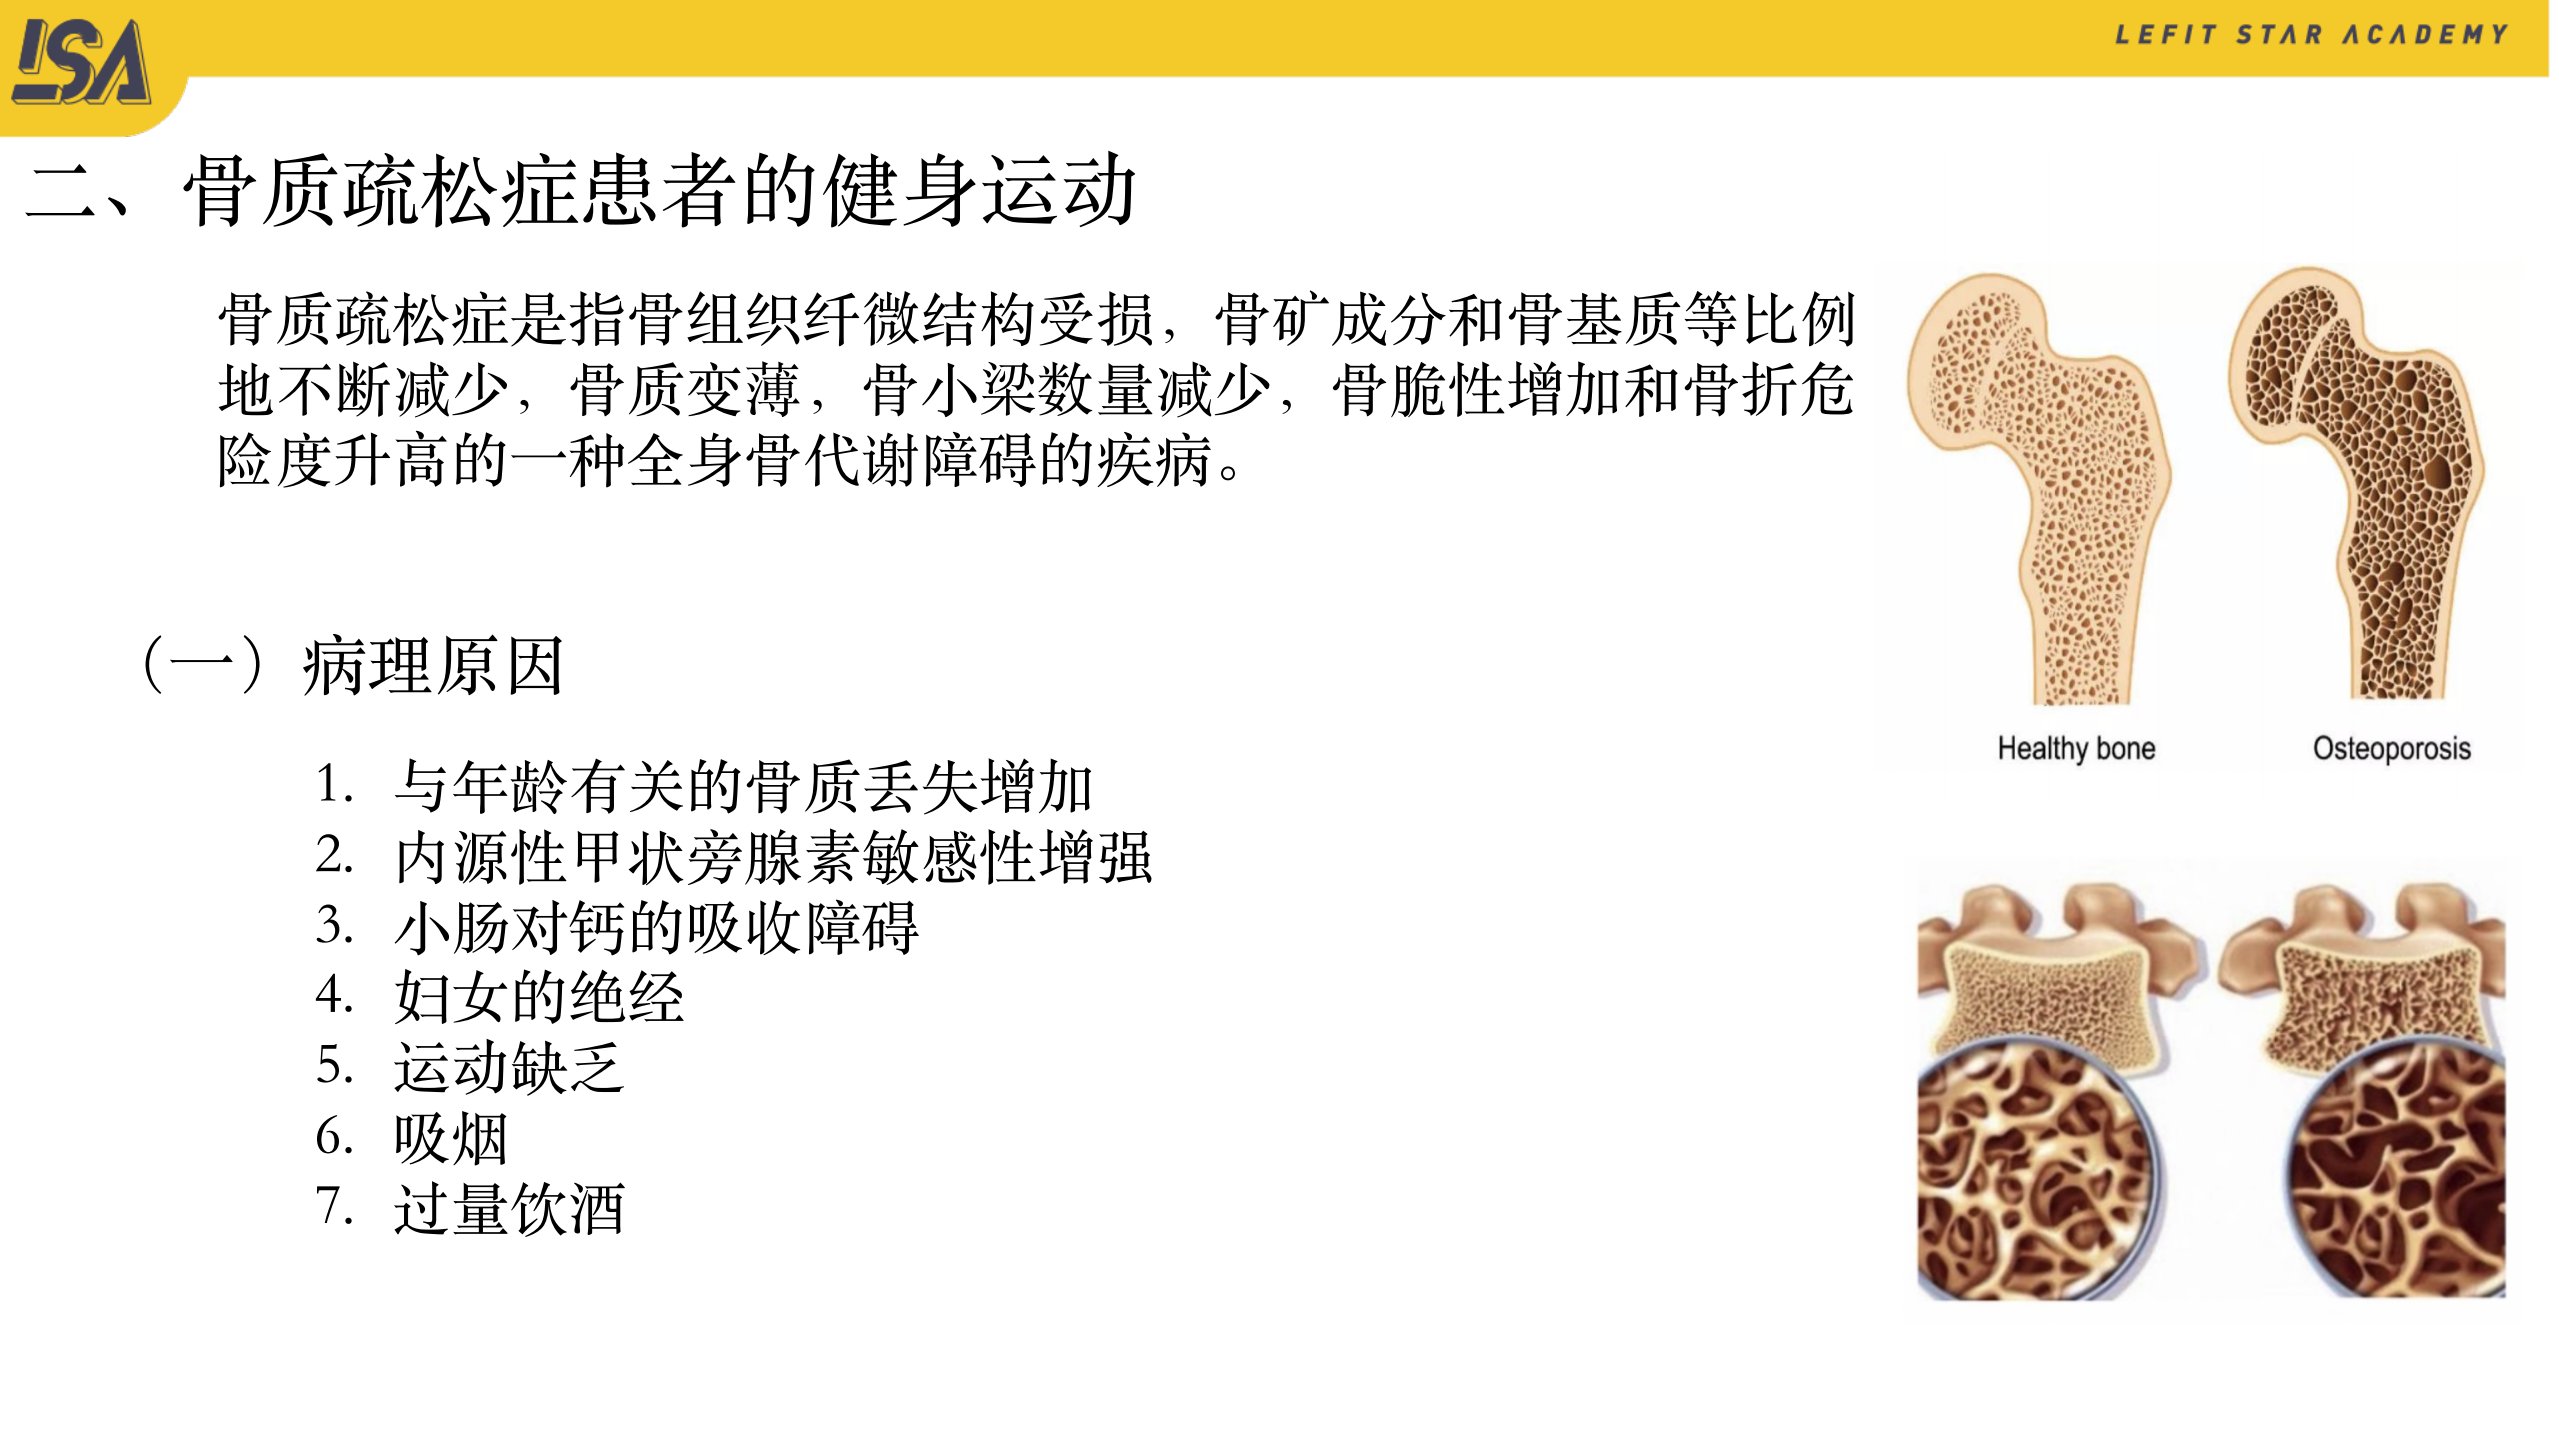 LSA
LEFIT STAR ACADEMY
二、骨质疏松症患者的健身运动
骨质疏松症是指骨组织纤微结构受损，骨矿成分和骨基质等比例
地不断减少，骨质变薄，骨小梁数量减少，骨脆性增加和骨折危
险度升高的一种全身骨代谢障碍的疾病。
（一）病理原因
1. 与年龄有关的骨质丢失增加
2. 内源性甲状旁腺素敏感性增强
3. 小肠对钙的吸收障碍
4. 妇女的绝经
5. 运动缺乏
6. 吸烟
7. 过量饮酒
Healthy bone
Osteoporosis